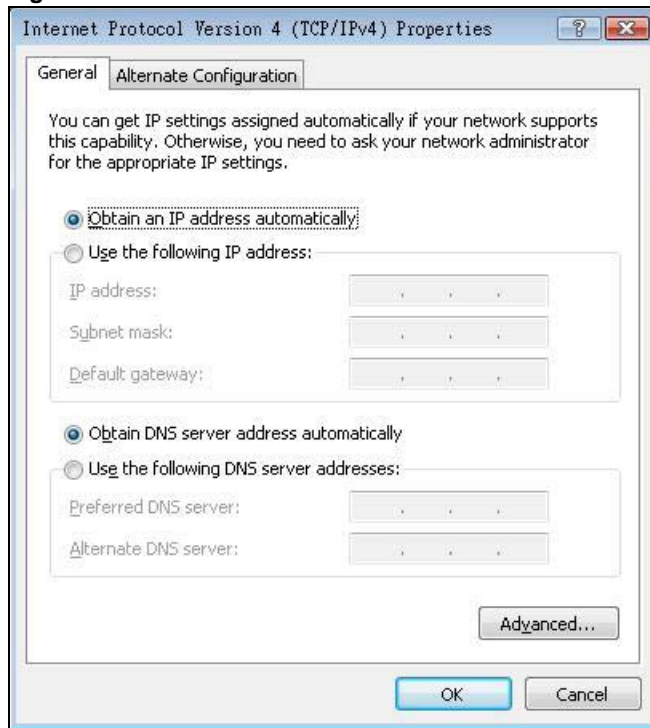 Internet Protocol Version 4 (TCP/IPv4) Properties
General
Alternate Configuration
You can get IP settings assigned automatically if your network supports
this capability. Otherwise, you need to ask your network administrator
for the appropriate IP settings.
Obtain an IP address automatically
Use the following IP address:
IP address:
Subnet mask:
Default gateway:
Obtain DNS server address automatically
Use the following DNS server addresses:
Preferred DNS server:
Alternate DNS server:
Advanced...
OK
Cancel